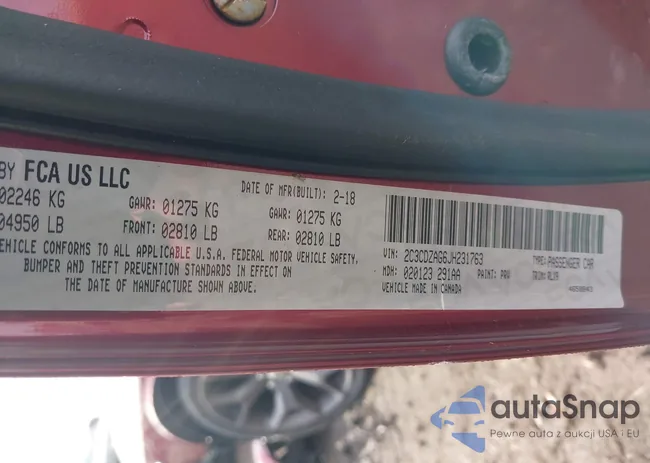 BY FCA US LLC
DATE OF MFR(BUILT): 2-18
02246 KG GAWR: 01275 KG GAWR: 01275 KG
04950 LB FRONT: 02810 LB REAR: 02810 LB
VEHICLE CONFORMS TO ALL APPLICABLE U.S.A. FEDERAL MOTOR VEHICLE SAFETY,
BUMPER AND THEFT PREVENTION STANDARDS IN EFFECT ON
THE DATE OF MANUFACTURE SHOWN ABOVE.
VIN: 2C3CDZAG6JH231763 TYPE: PASSENGER CAR
MDH: 020123 291AA PAINT: PRV TRIM: RLX9
VEHICLE MADE IN CANADA
autoSnap
Pewne auta z aukcji USA i EU